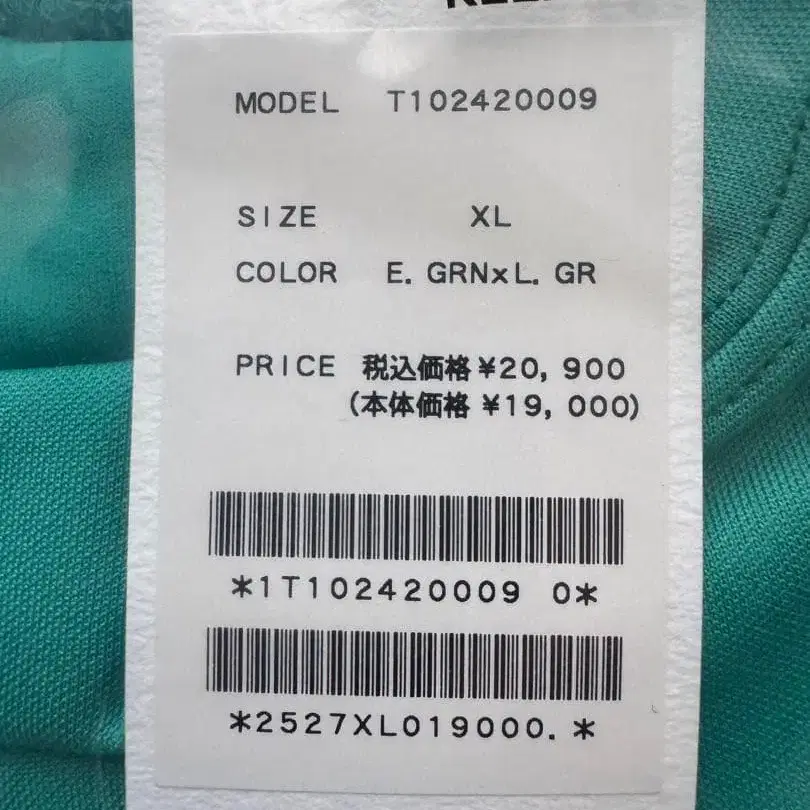 MODEL T102420009
SIZE XL
COLOR E. GRNxL. GR
PRICE 税込価格¥20, 900
(本体価格 ¥19, 000)
*1T102420009 0*
*2527XL019000. *